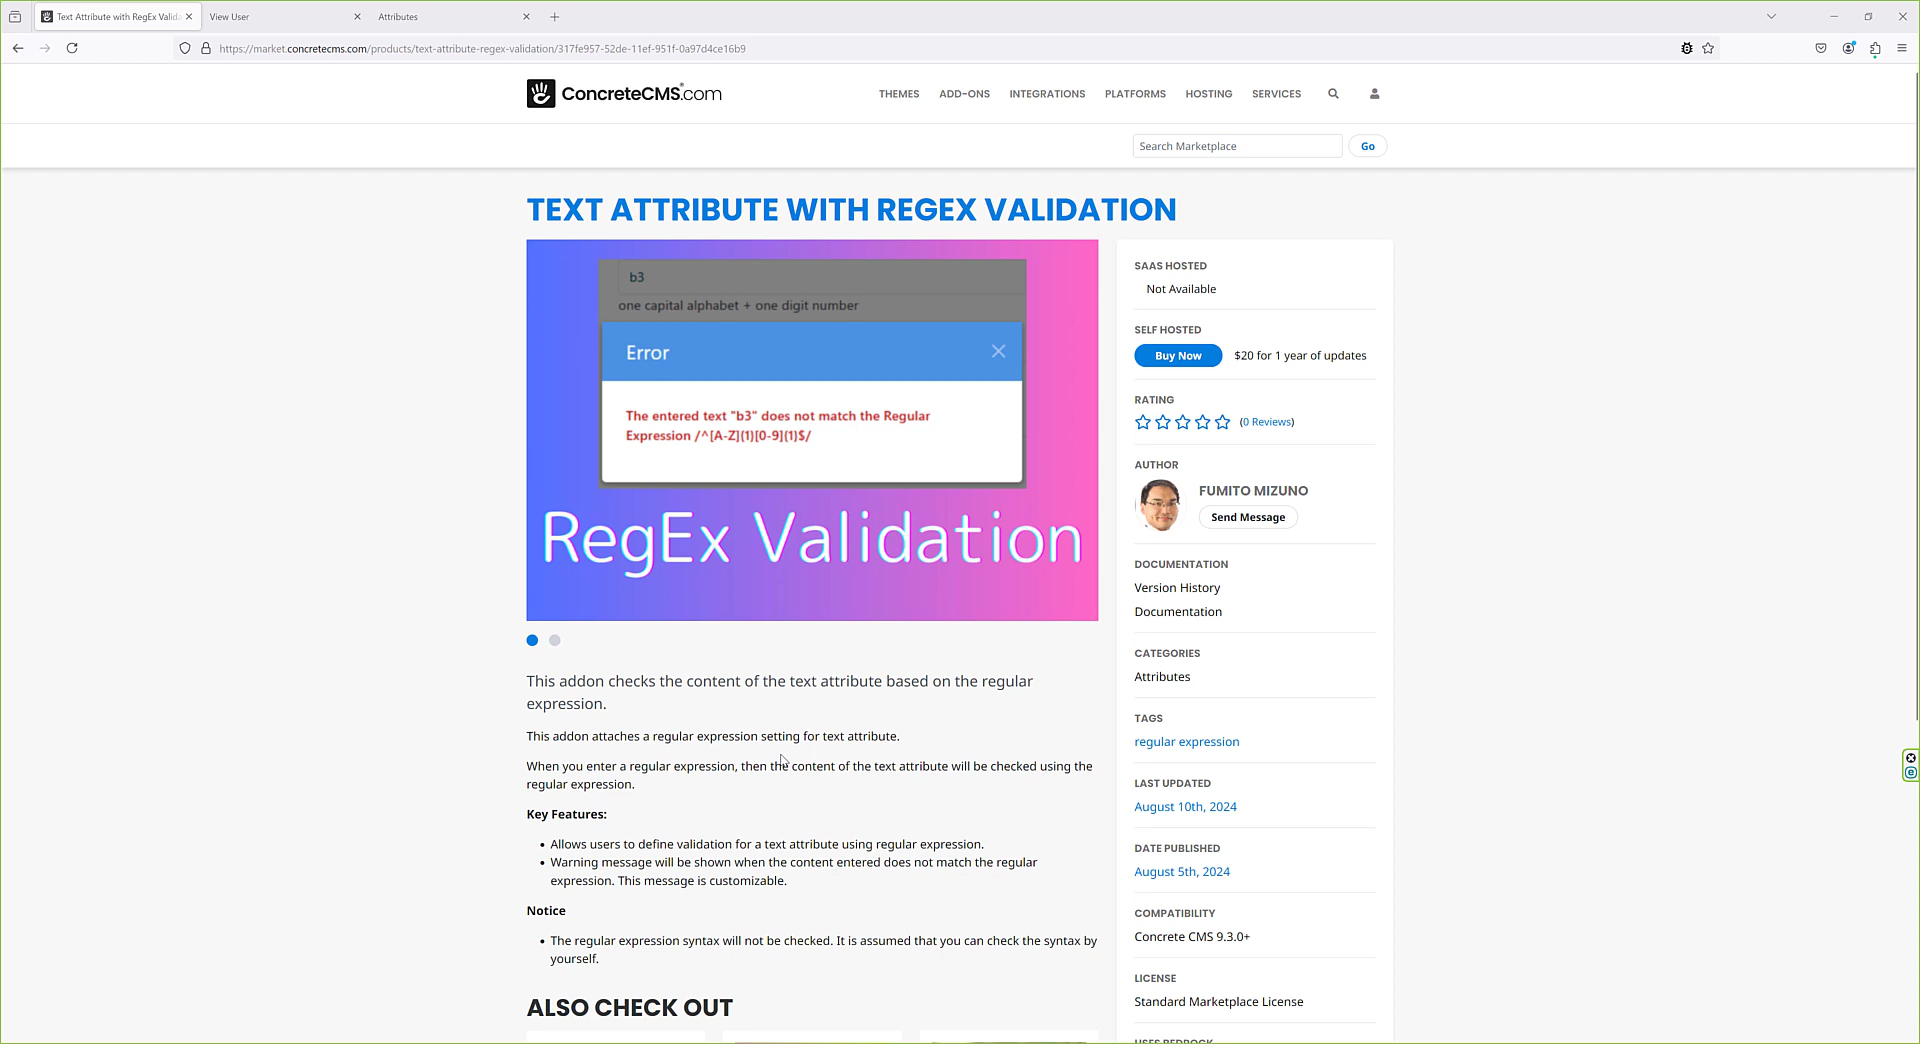 Text Attribute with RegEx Valida
View User
Attributes
https://market.concretecms.com/products/text-attribute-regex-validation/317fe957-52de-11ef-951f-0a97d4ce16b9
ConcreteCMS.com
THEMES
ADD-ONS
INTEGRATIONS
PLATFORMS
HOSTING
SERVICES
Search Marketplace
Go
TEXT ATTRIBUTE WITH REGEX VALIDATION
b3
one capital alphabet + one digit number
Error
The entered text "b3" does not match the Regular
Expression /^[A-Z]{1}[0-9]{1}$/
RegEx Validation
This addon checks the content of the text attribute based on the regular
expression.
This addon attaches a regular expression setting for text attribute.
When you enter a regular expression, then the content of the text attribute will be checked using the
regular expression.
Key Features:
• Allows users to define validation for a text attribute using regular expression.
• Warning message will be shown when the content entered does not match the regular
expression. This message is customizable.
Notice
• The regular expression syntax will not be checked. It is assumed that you can check the syntax by
yourself.
ALSO CHECK OUT
SAAS HOSTED
Not Available
SELF HOSTED
Buy Now $20 for 1 year of updates
RATING
(0 Reviews)
AUTHOR
FUMITO MIZUNO
Send Message
DOCUMENTATION
Version History
Documentation
CATEGORIES
Attributes
TAGS
regular expression
LAST UPDATED
August 10th, 2024
DATE PUBLISHED
August 5th, 2024
COMPATIBILITY
Concrete CMS 9.3.0+
LICENSE
Standard Marketplace License
USES BEDROCK